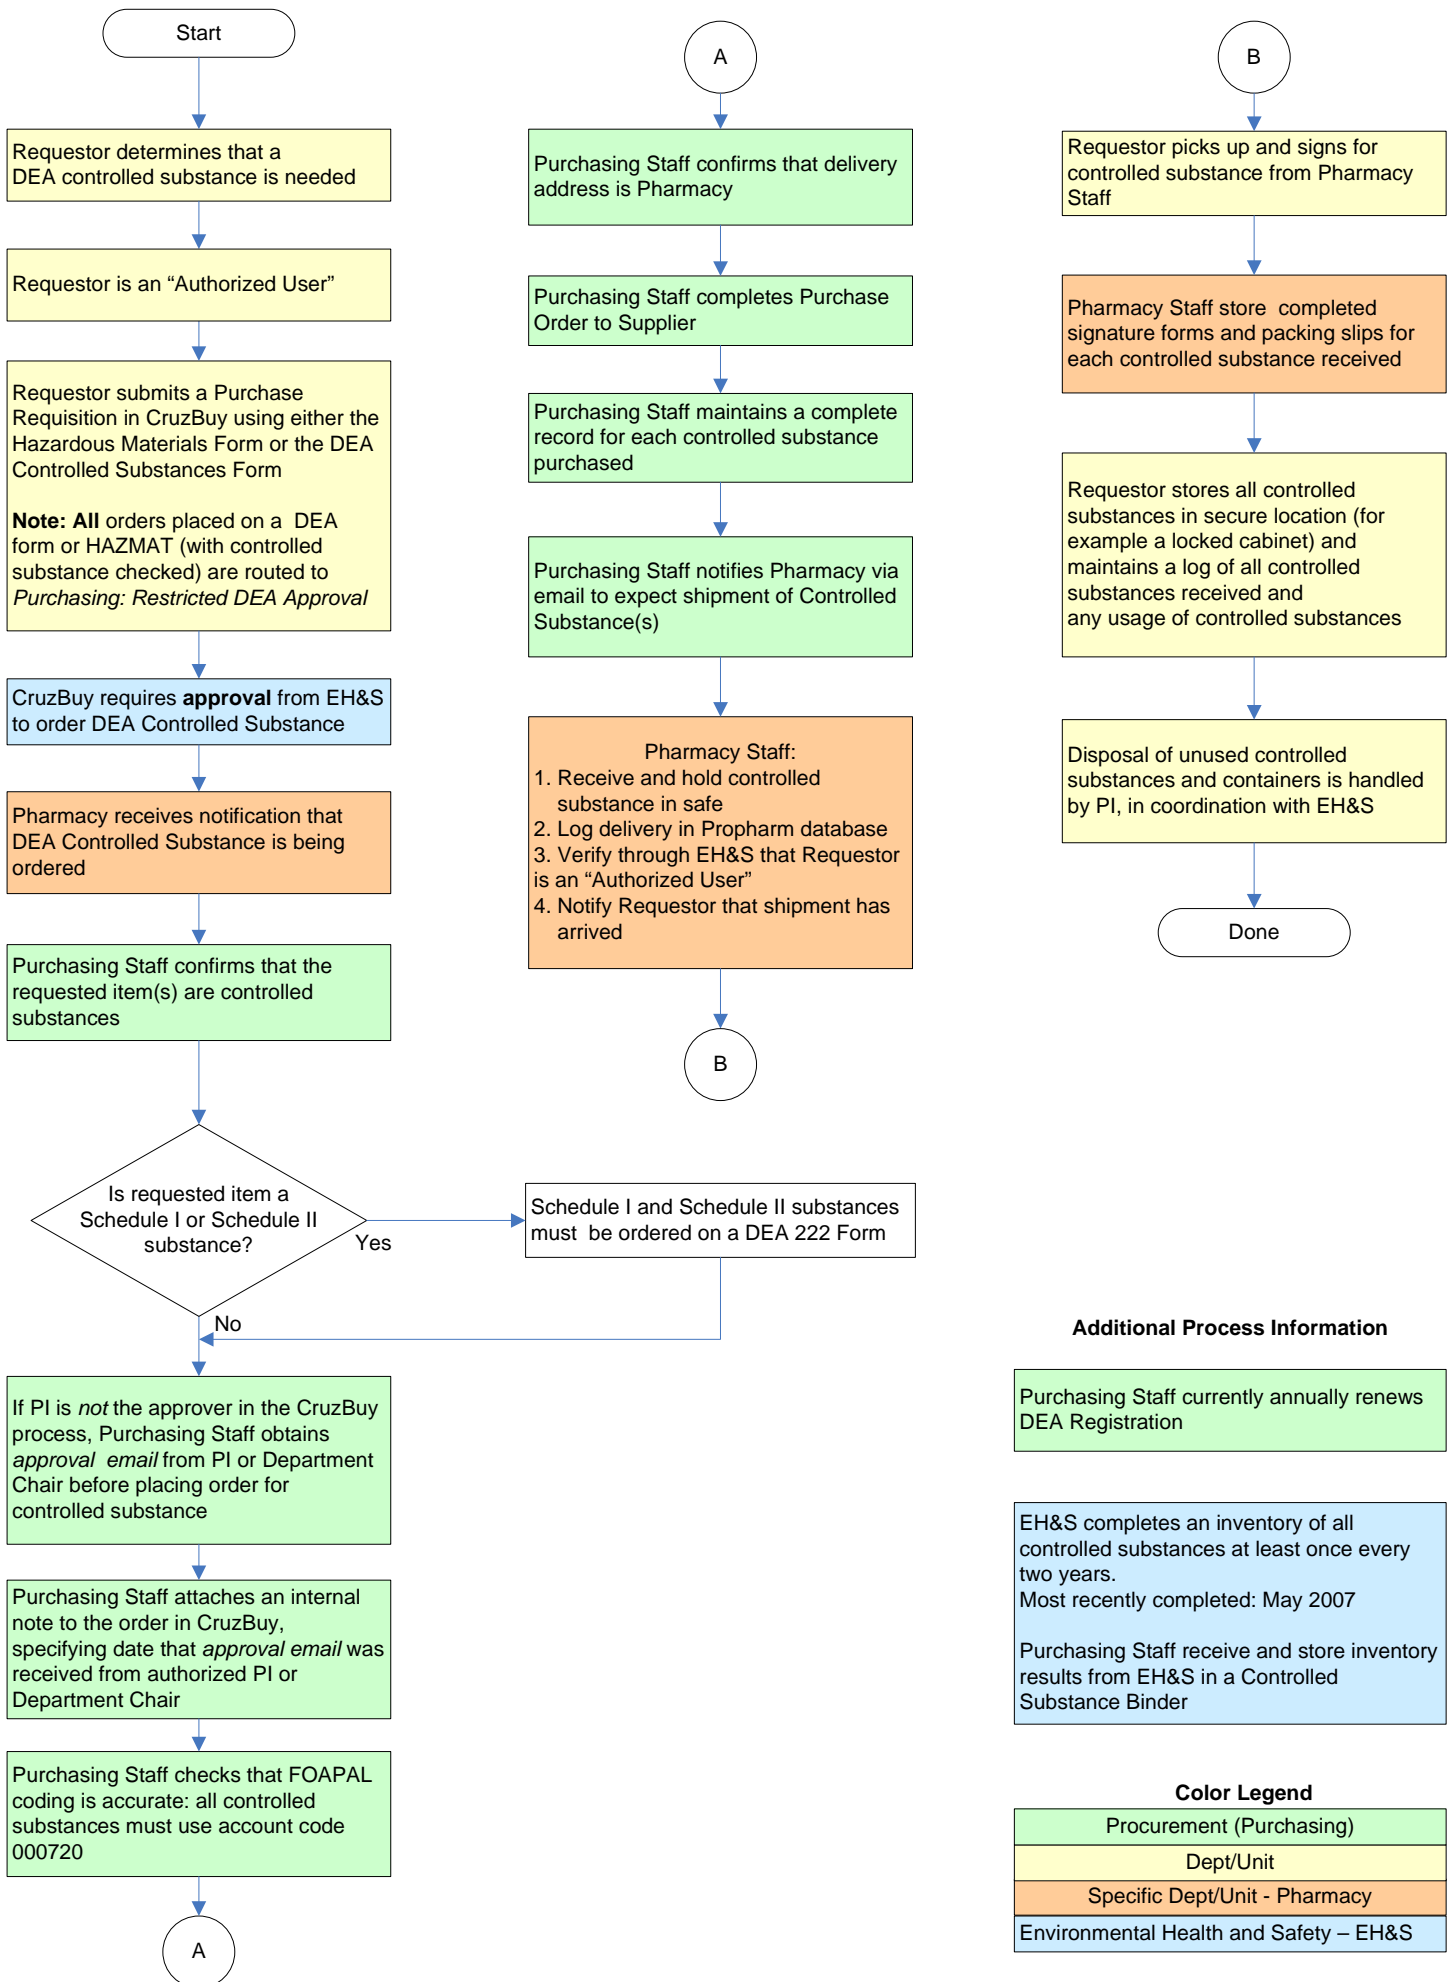 Start
Requestor determines that a
DEA controlled substance is needed
Requestor is an “Authorized User”
Requestor submits a Purchase
Requisition in CruzBuy using either the
Hazardous Materials Form or the DEA
Controlled Substances Form
Note: All orders placed on a  DEA
form or HAZMAT (with controlled
substance checked) are routed to
Purchasing: Restricted DEA Approval
CruzBuy requires approval from EH&S
to order DEA Controlled Substance
Pharmacy receives notification that
DEA Controlled Substance is being
ordered
Purchasing Staff confirms that the
requested item(s) are controlled
substances
Is requested item a
Schedule I or Schedule II
substance?
Yes
Schedule I and Schedule II substances
must  be ordered on a DEA 222 Form
No
If PI is not the approver in the CruzBuy
process, Purchasing Staff obtains
approval  email from PI or Department
Chair before placing order for
controlled substance
Purchasing Staff attaches an internal
note to the order in CruzBuy,
specifying date that approval email was
received from authorized PI or
Department Chair
Purchasing Staff checks that FOAPAL
coding is accurate: all controlled
substances must use account code
000720
A
A
Purchasing Staff confirms that delivery
address is Pharmacy
Purchasing Staff completes Purchase
Order to Supplier
Purchasing Staff maintains a complete
record for each controlled substance
purchased
Purchasing Staff notifies Pharmacy via
email to expect shipment of Controlled
Substance(s)
Pharmacy Staff:
1. Receive and hold controlled
substance in safe
2. Log delivery in Propharm database
3. Verify through EH&S that Requestor
is an “Authorized User”
4. Notify Requestor that shipment has
arrived
B
B
Requestor picks up and signs for
controlled substance from Pharmacy
Staff
Pharmacy Staff store  completed
signature forms and packing slips for
each controlled substance received
Requestor stores all controlled
substances in secure location (for
example a locked cabinet) and
maintains a log of all controlled
substances received and
any usage of controlled substances
Disposal of unused controlled
substances and containers is handled
by PI, in coordination with EH&S
Done
Additional Process Information
Purchasing Staff currently annually renews
DEA Registration
EH&S completes an inventory of all
controlled substances at least once every
two years.
Most recently completed: May 2007
Purchasing Staff receive and store inventory
results from EH&S in a Controlled
Substance Binder
Color Legend
Procurement (Purchasing)
Dept/Unit
Specific Dept/Unit - Pharmacy
Environmental Health and Safety – EH&S